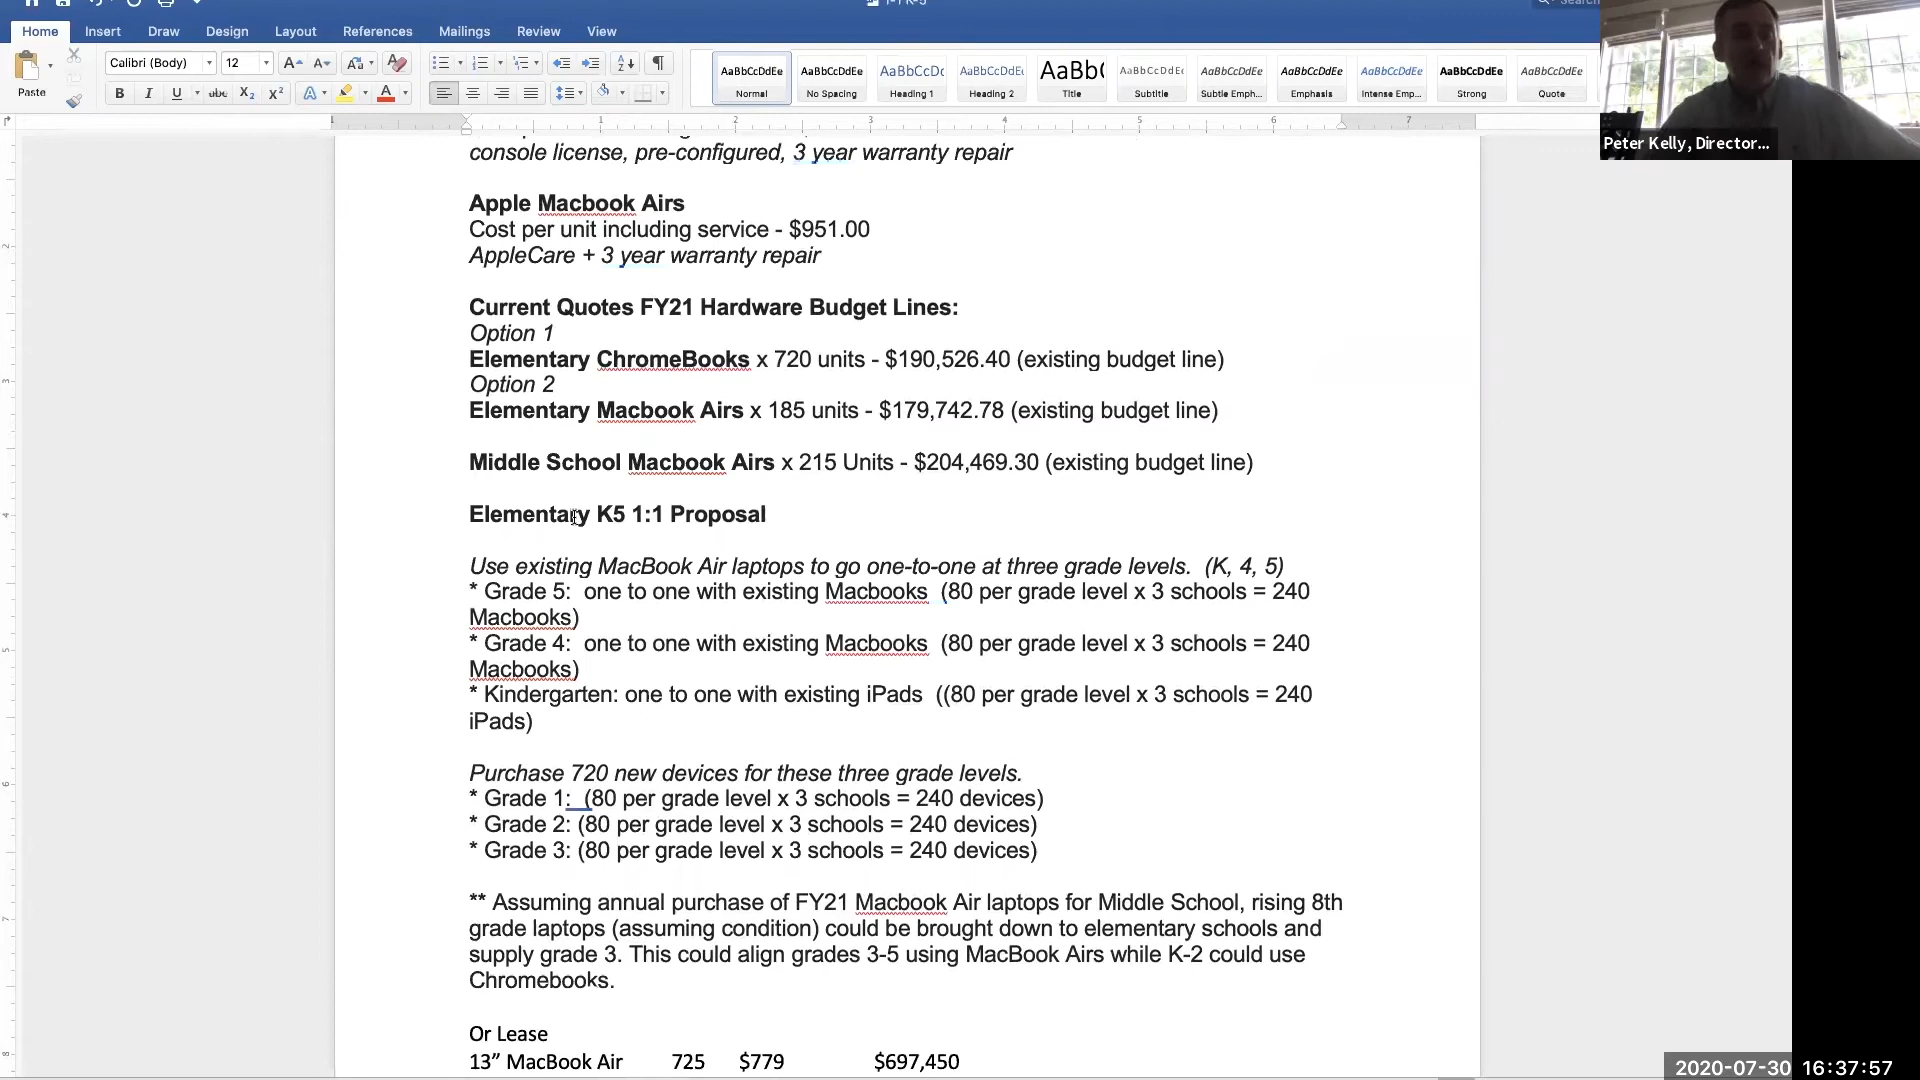 Home Insert Draw Design Layout References Mailings Review View
Paste
Calibri (Body) 12
AaBbCcDdEe AaBbCcDdEe AaBbCcDc AaBbCcDdEe AaBb( AaBbCcDdEe AaBbCcDdEe AaBbCcDdEe AaBbCcDdEe AaBbCcDdEe AaBbCcDdEe
Normal No Spacing Heading 1 Heading 2 Title Subtitle Subtle Emph... Emphasis Intense Emp... Strong Quote
Peter Kelly, Director...
console license, pre-configured, 3 year warranty repair
Apple Macbook Airs
Cost per unit including service - $951.00
AppleCare + 3 year warranty repair
Current Quotes FY21 Hardware Budget Lines:
Option 1
Elementary ChromeBooks x 720 units - $190,526.40 (existing budget line)
Option 2
Elementary Macbook Airs x 185 units - $179,742.78 (existing budget line)
Middle School Macbook Airs x 215 Units - $204,469.30 (existing budget line)
Elementary K5 1:1 Proposal
Use existing MacBook Air laptops to go one-to-one at three grade levels. (K, 4, 5)
* Grade 5: one to one with existing Macbooks (80 per grade level x 3 schools = 240
Macbooks)
* Grade 4: one to one with existing Macbooks (80 per grade level x 3 schools = 240
Macbooks)
* Kindergarten: one to one with existing iPads ((80 per grade level x 3 schools = 240
iPads)
Purchase 720 new devices for these three grade levels.
* Grade 1: (80 per grade level x 3 schools = 240 devices)
* Grade 2: (80 per grade level x 3 schools = 240 devices)
* Grade 3: (80 per grade level x 3 schools = 240 devices)
** Assuming annual purchase of FY21 Macbook Air laptops for Middle School, rising 8th
grade laptops (assuming condition) could be brought down to elementary schools and
supply grade 3. This could align grades 3-5 using MacBook Airs while K-2 could use
Chromebooks.
Or Lease
13” MacBook Air 725 $779 $697,450
2020-07-30 16:37:57